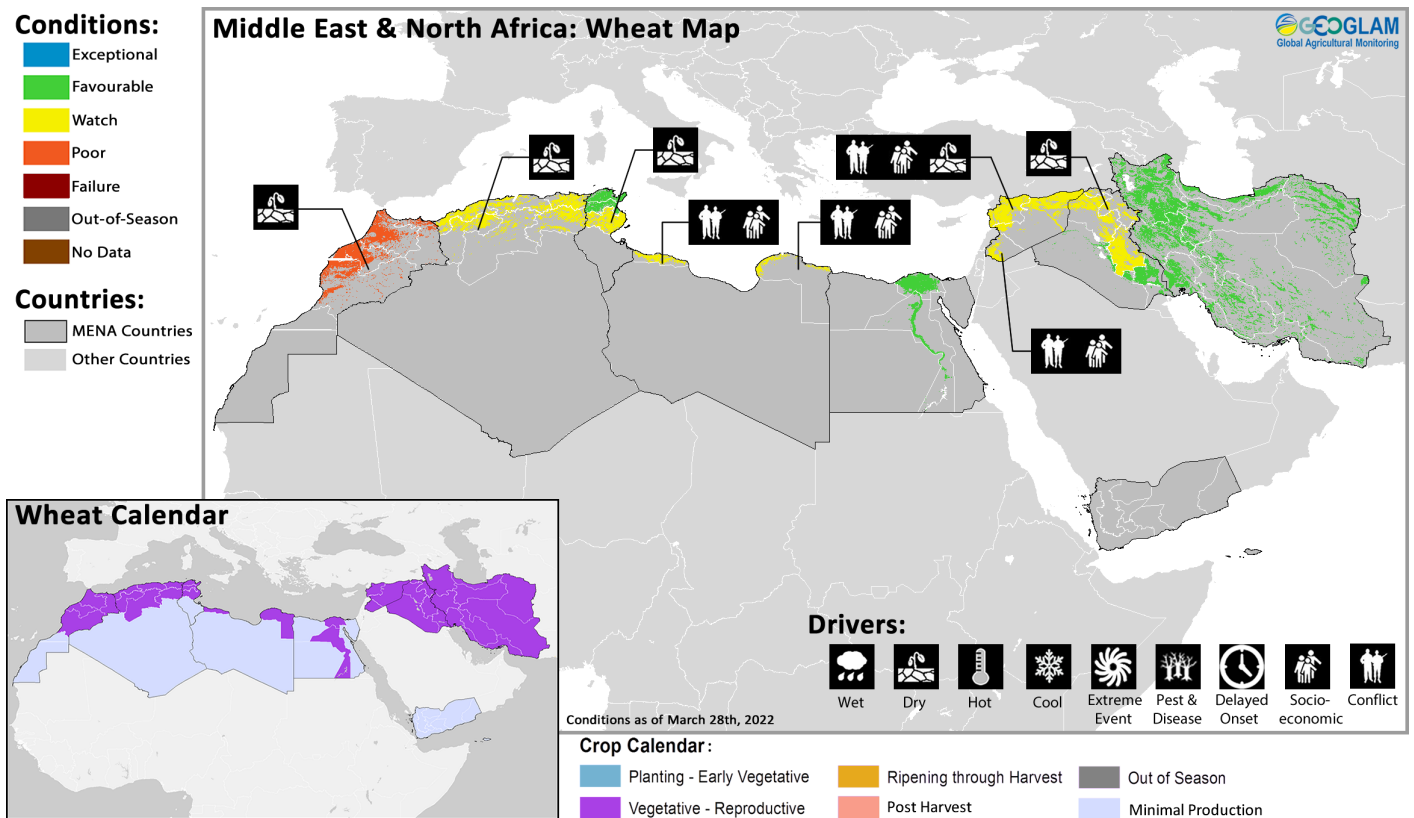 Conditions:
Exceptional
Favourable
Watch
Poor
Failure
Out-of-Season
No Data
Countries:
MENA Countries
Other Countries
Middle East & North Africa: Wheat Map
GEOGLAM
Global Agricultural Monitoring
Wheat Calendar
Drivers:
Wet
Dry
Hot
Cool
Extreme
Event
Pest &
Disease
Delayed
Onset
Socio-
economic
Conflict
Conditions as of March 28th, 2022
Crop Calendar:
Planting - Early Vegetative
Ripening through Harvest
Out of Season
Vegetative - Reproductive
Post Harvest
Minimal Production